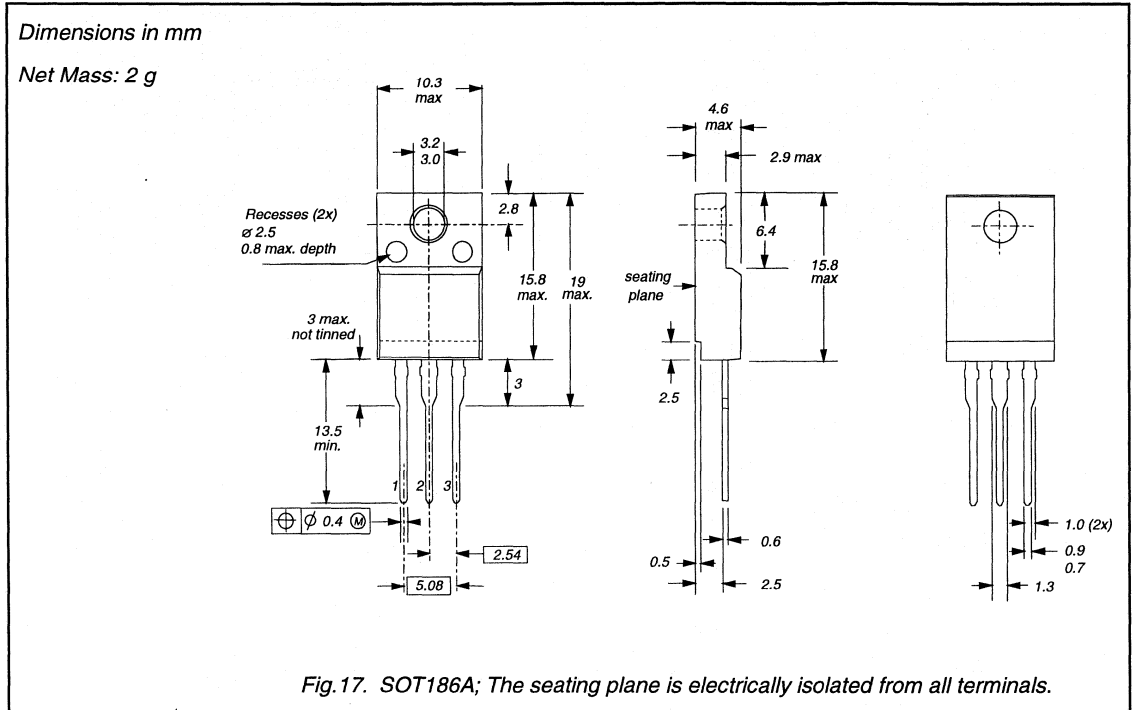 Dimensions in mm
Net Mass: 2 g
10.3
max
3.2
3.0
2.8
Recesses (2x)
ø 2.5
0.8 max. depth
15.8
max.
19
max.
3 max.
not tinned
3
13.5
min.
1 2 3
⌖ ϕ 0.4 Ⓜ
2.54
5.08
4.6
max
2.9 max
6.4
15.8
max
seating
plane
2.5
0.6
0.5
2.5
1.0 (2x)
0.9
0.7
1.3
Fig.17. SOT186A; The seating plane is electrically isolated from all terminals.